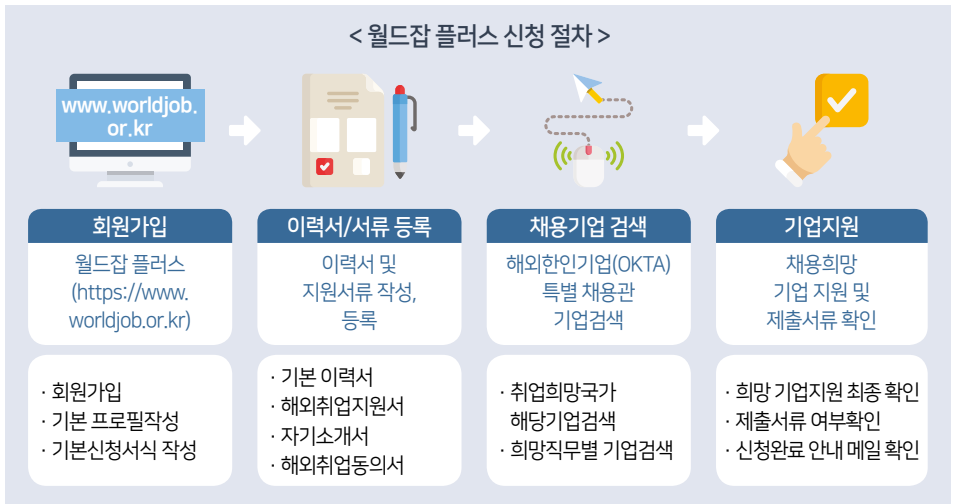 < 월드잡 플러스 신청 절차 >
www.worldjob.
or.kr
회원가입
월드잡 플러스
(https://www.
worldjob.or.kr)
· 회원가입
· 기본 프로필작성
· 기본신청서식 작성
이력서/서류 등록
이력서 및
지원서류 작성,
등록
· 기본 이력서
· 해외취업지원서
· 자기소개서
· 해외취업동의서
채용기업 검색
해외한인기업(OKTA)
특별 채용관
기업검색
· 취업희망국가
해당기업검색
· 희망직무별 기업검색
기업지원
채용희망
기업 지원 및
제출서류 확인
· 희망 기업지원 최종 확인
· 제출서류 여부확인
· 신청완료 안내 메일 확인